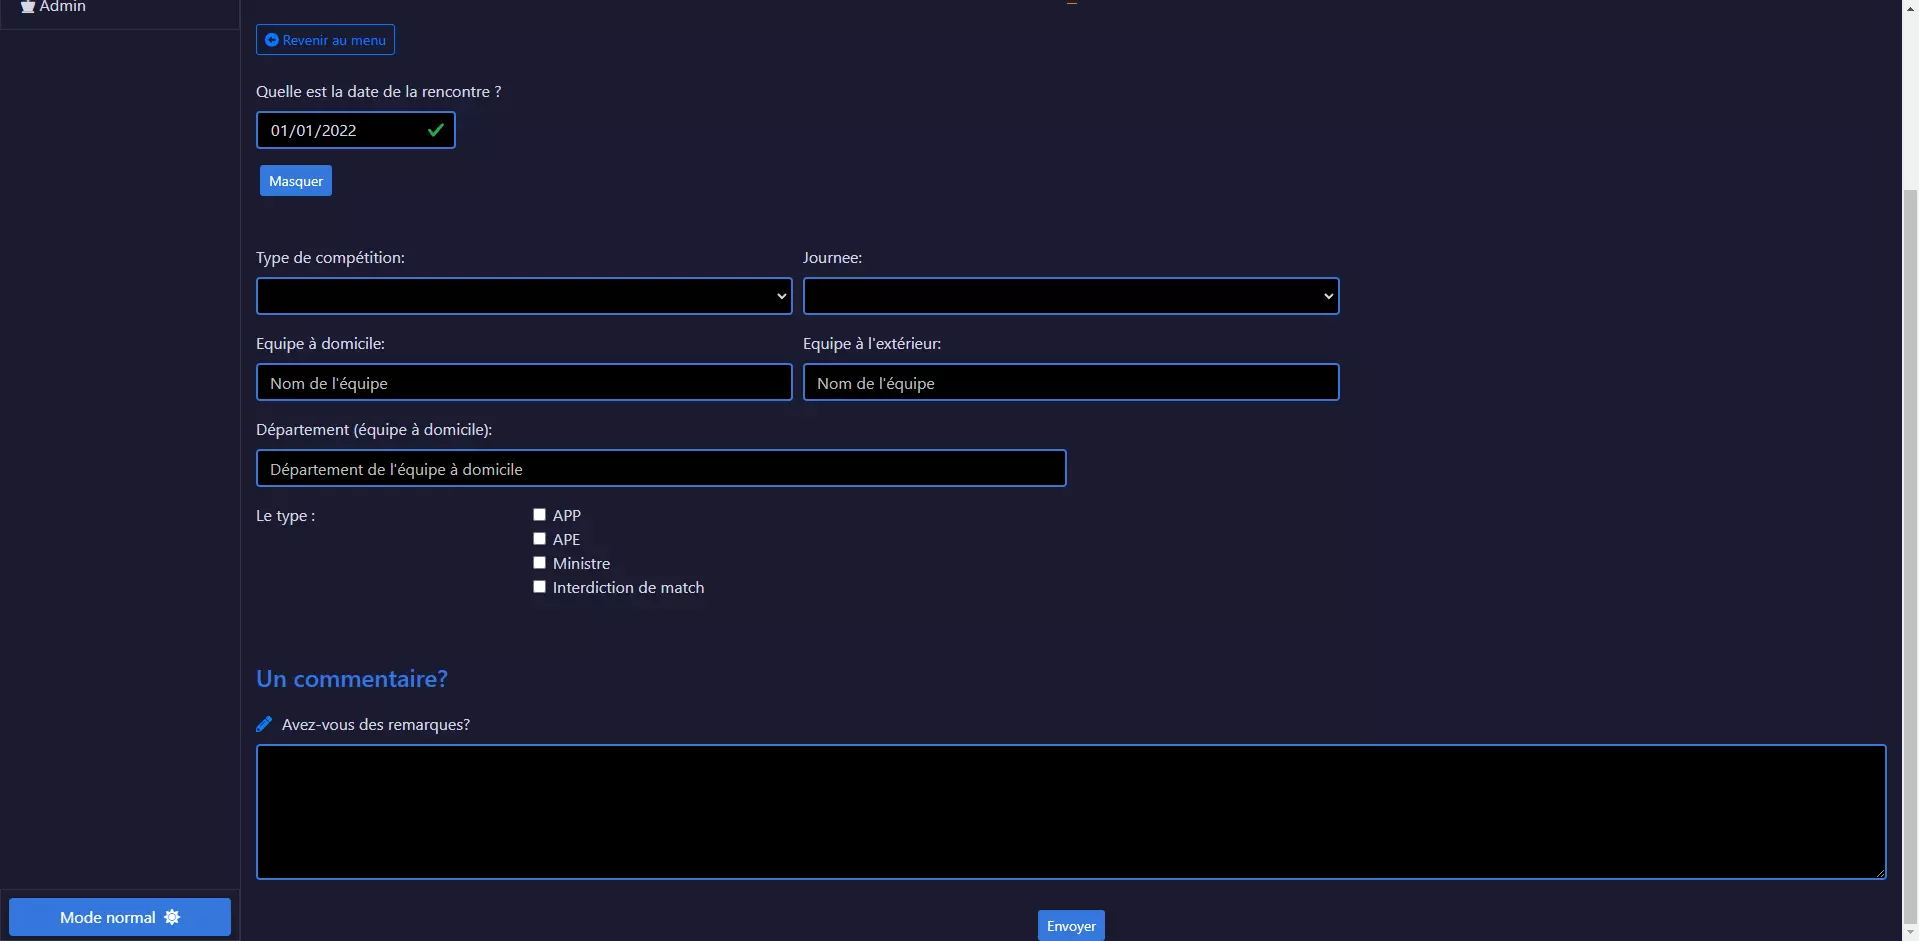 Admin
Revenir au menu
Quelle est la date de la rencontre ?
01/01/2022
Masquer
Type de compétition:
Journee:
Equipe à domicile:
Equipe à l'extérieur:
Nom de l'équipe
Nom de l'équipe
Département (équipe à domicile):
Département de l'équipe à domicile
Le type :
APP
APE
Ministre
Interdiction de match
Un commentaire?
Avez-vous des remarques?
Mode normal
Envoyer